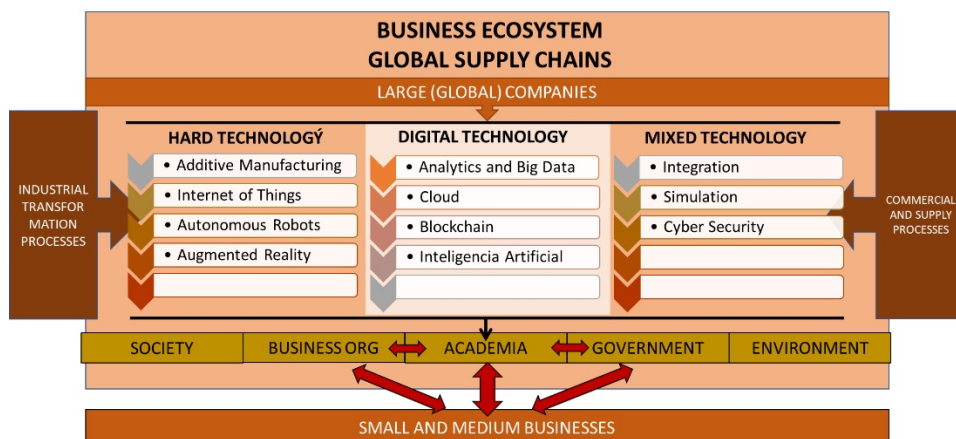 BUSINESS ECOSYSTEM
GLOBAL SUPPLY CHAINS
LARGE (GLOBAL) COMPANIES
INDUSTRIAL
TRANSFOR
MATION
PROCESSES
HARD TECHNOLOGÝ
• Additive Manufacturing
• Internet of Things
• Autonomous Robots
• Augmented Reality
DIGITAL TECHNOLOGY
• Analytics and Big Data
• Cloud
• Blockchain
• Inteligencia Artificial
MIXED TECHNOLOGY
• Integration
• Simulation
• Cyber Security
COMMERCIAL
AND SUPPLY
PROCESSES
SOCIETY
BUSINESS ORG
ACADEMIA
GOVERNMENT
ENVIRONMENT
SMALL AND MEDIUM BUSINESSES